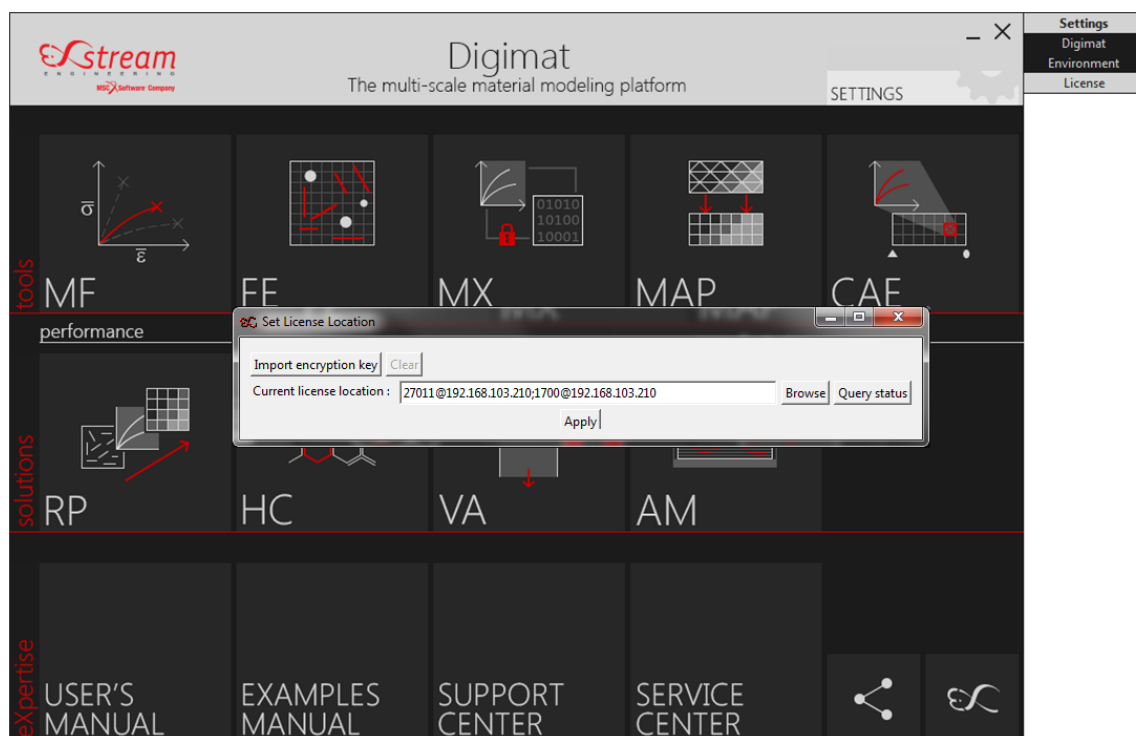 eXstream
ENGINEERING
MSC Software Company
Digimat
The multi-scale material modeling platform
SETTINGS
Settings
Digimat
Environment
License
tools
σ
ε
MF
FE
01010
10100
10001
MX
MAP
CAE
performance
Set License Location
Import encryption key
Clear
Current license location :
27011@192.168.103.210;1700@192.168.103.210
Browse
Query status
Apply
solutions
RP
HC
VA
AM
eXpertise
USER'S
MANUAL
EXAMPLES
MANUAL
SUPPORT
CENTER
SERVICE
CENTER
eX